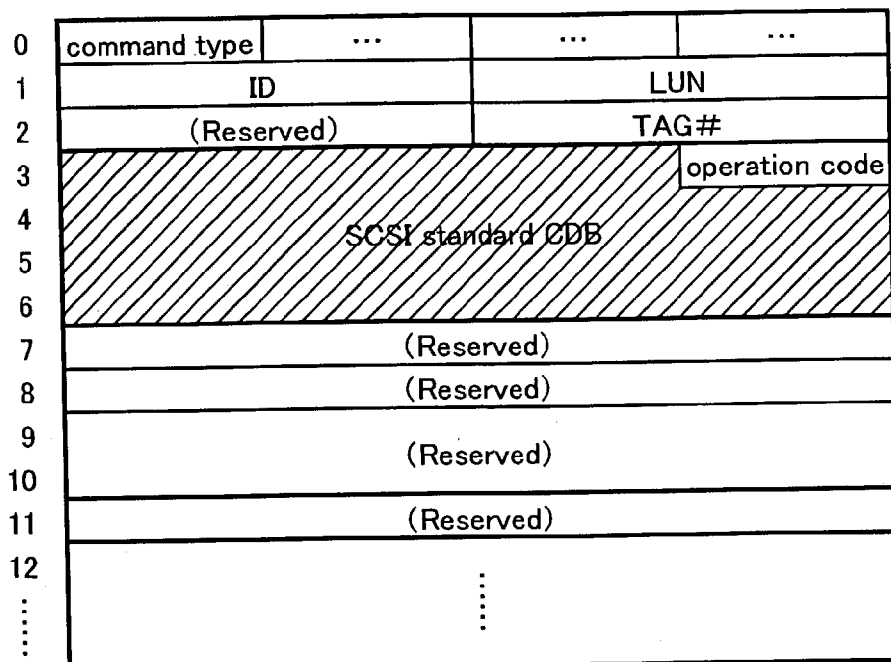 0 command type ... ... ...
1 ID LUN
2 (Reserved) TAG#
3 operation code
4 SCSI standard CDB
5
6
7 (Reserved)
8 (Reserved)
9 (Reserved)
10
11 (Reserved)
12